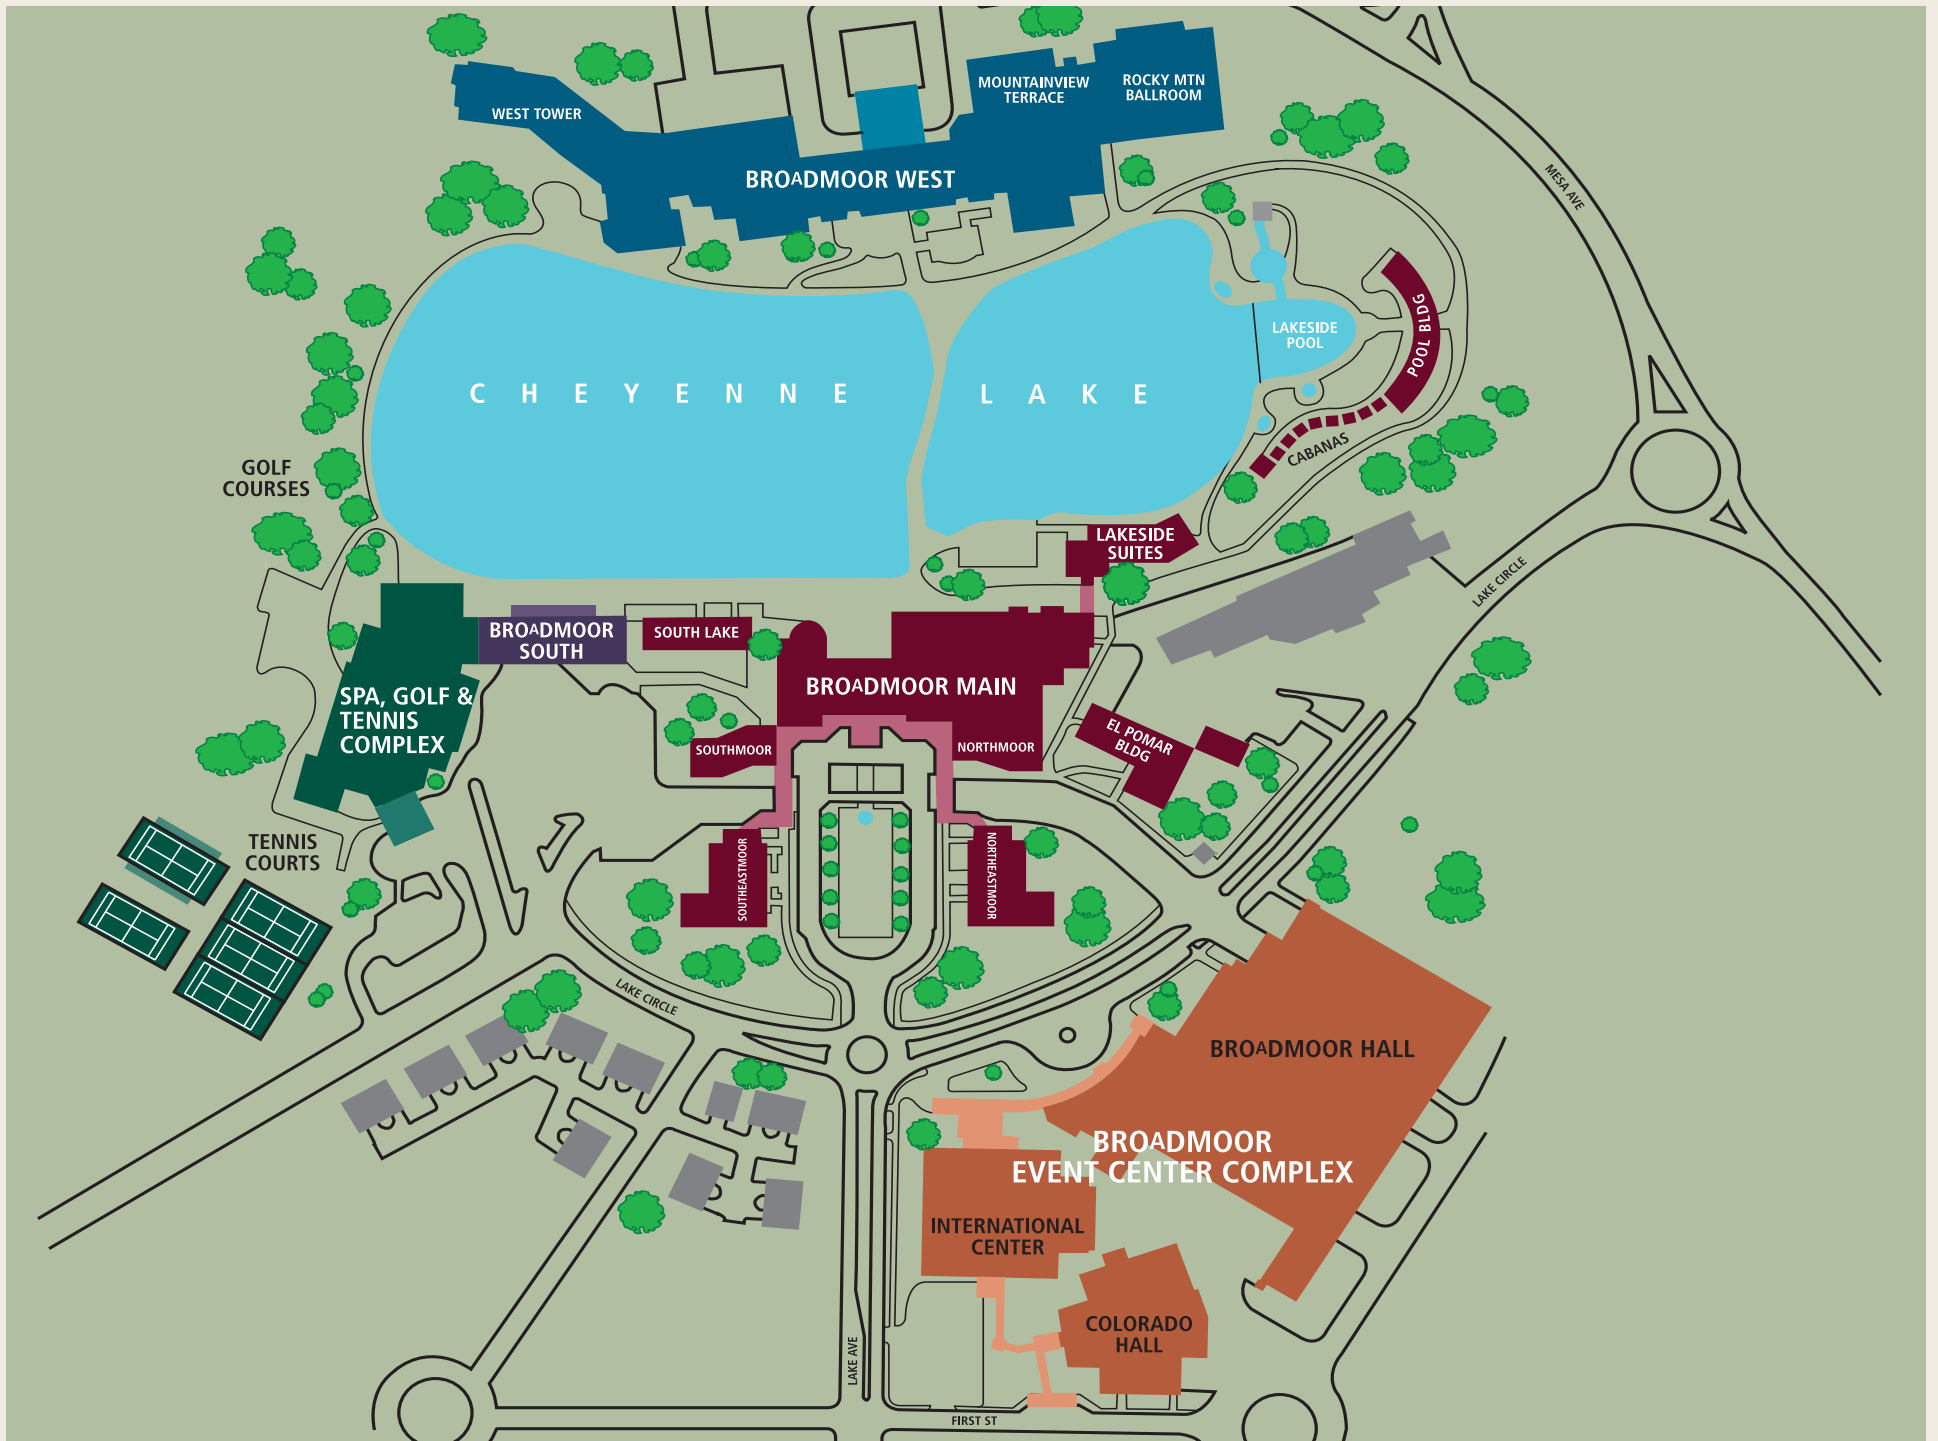 MOUNTAINVIEW
TERRACE
ROCKY MTN
BALLROOM
WEST TOWER
BROADMOOR WEST
MESA AVE
LAKESIDE
POOL
POOL BLDG
CHEYENNE LAKE
CABANAS
GOLF
COURSES
LAKESIDE
SUITES
LAKE CIRCLE
BROADMOOR
SOUTH
SOUTH LAKE
BROADMOOR MAIN
SPA, GOLF &
TENNIS
COMPLEX
SOUTHMOOR
NORTHMOOR
EL POMAR
BLDG
TENNIS
COURTS
SOUTHEASTMOOR
NORTHEASTMOOR
LAKE CIRCLE
BROADMOOR HALL
BROADMOOR
EVENT CENTER COMPLEX
INTERNATIONAL
CENTER
COLORADO
HALL
LAKE AVE
FIRST ST